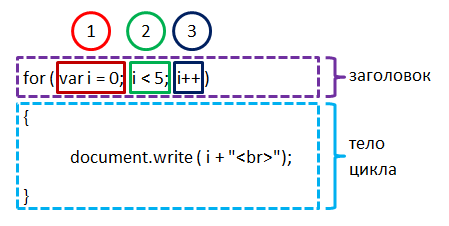 1 2 3
for ( var i = 0; i < 5; i++ )
заголовок
{
document.write ( i + "<br>");
}
тело
цикла